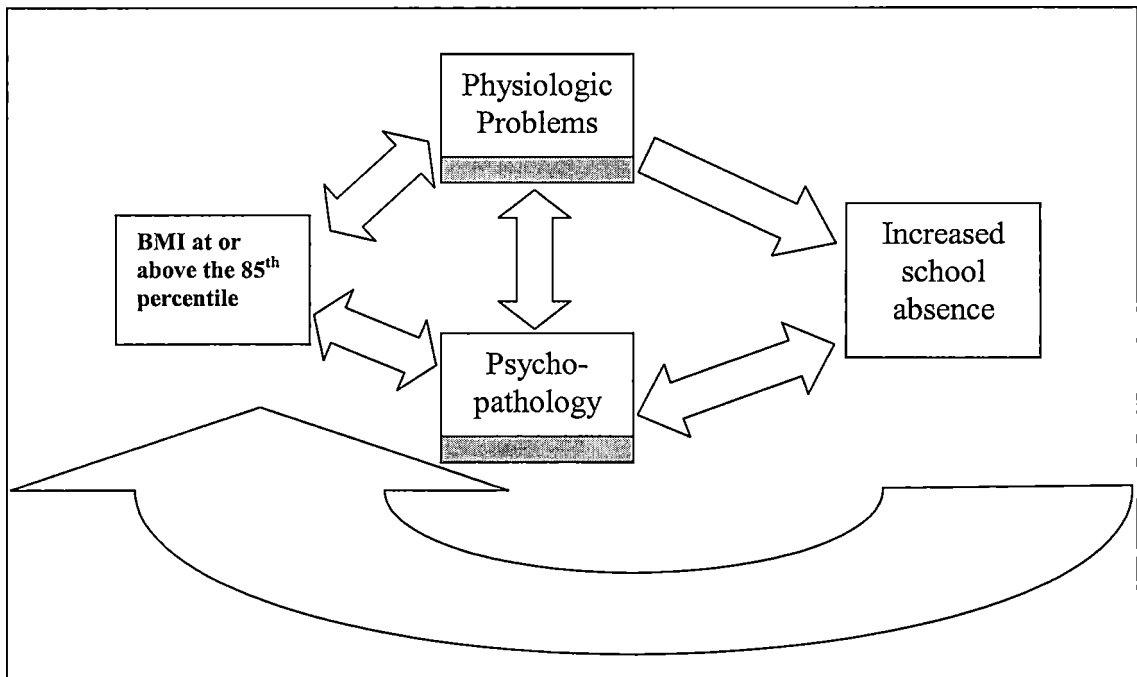 Physiologic
Problems
BMI at or
above the 85th
percentile
Increased
school
absence
Psycho-
pathology